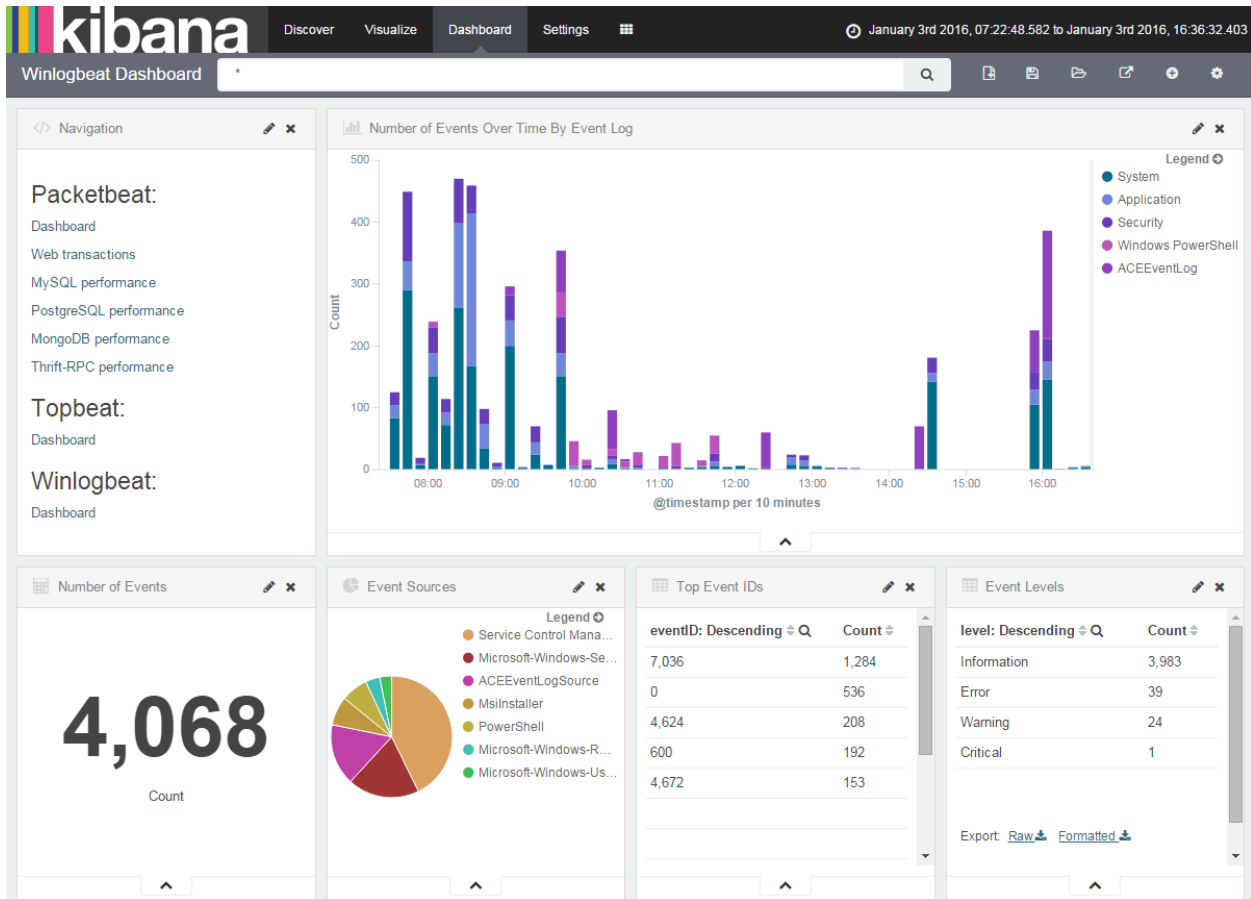 kibana
Discover Visualize Dashboard Settings January 3rd 2016, 07:22:48.582 to January 3rd 2016, 16:36:32.403
Winlogbeat Dashboard *
Navigation
Packetbeat:
Dashboard
Web transactions
MySQL performance
PostgreSQL performance
MongoDB performance
Thrift-RPC performance
Topbeat:
Dashboard
Winlogbeat:
Dashboard
Number of Events Over Time By Event Log
Legend
System
Application
Security
Windows PowerShell
ACEEventLog
Count
500
400
300
200
100
0
08:00 09:00 10:00 11:00 12:00 13:00 14:00 15:00 16:00
@timestamp per 10 minutes
Number of Events
4,068
Count
Event Sources
Legend
Service Control Mana...
Microsoft-Windows-Se...
ACEEventLogSource
MsiInstaller
PowerShell
Microsoft-Windows-R...
Microsoft-Windows-Us...
Top Event IDs
eventID: Descending Count
7,036 1,284
0 536
4,624 208
600 192
4,672 153
Event Levels
level: Descending Count
Information 3,983
Error 39
Warning 24
Critical 1
Export: Raw Formatted